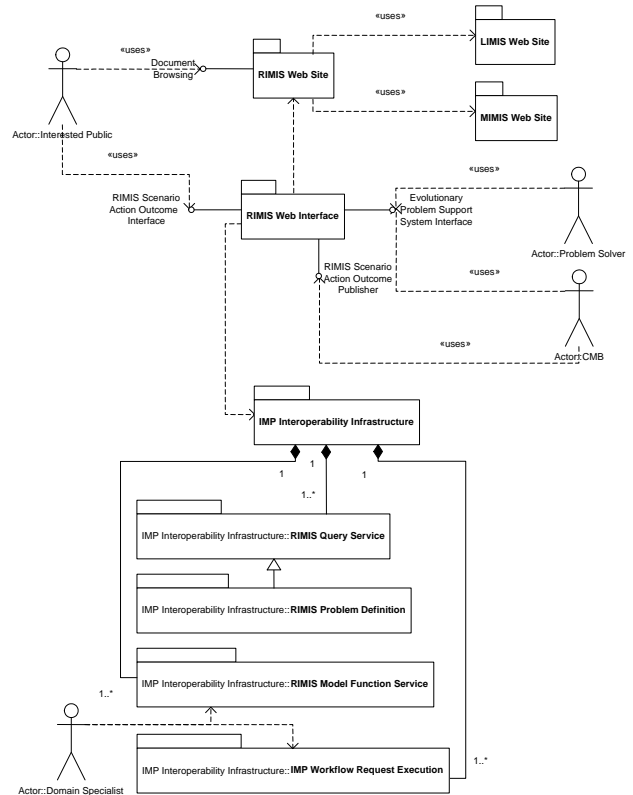 «uses»
LIMIS Web Site
«uses»
Document
Browsing
RIMIS Web Site
«uses»
MIMIS Web Site
Actor::Interested Public
«uses»
«uses»
RIMIS Scenario
Action Outcome
Interface
RIMIS Web Interface
Evolutionary
Problem Support
System Interface
Actor::Problem Solver
RIMIS Scenario
Action Outcome
Publisher
«uses»
«uses»
Actor::CMB
IMP Interoperability Infrastructure
1
1
1
1..*
IMP Interoperability Infrastructure::RIMIS Query Service
IMP Interoperability Infrastructure::RIMIS Problem Definition
IMP Interoperability Infrastructure::RIMIS Model Function Service
1..*
1..*
IMP Interoperability Infrastructure::IMP Workflow Request Execution
Actor::Domain Specialist